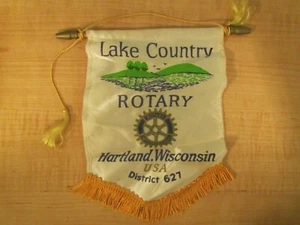 Lake Country
ROTARY
Hartland, Wisconsin
USA
District 627